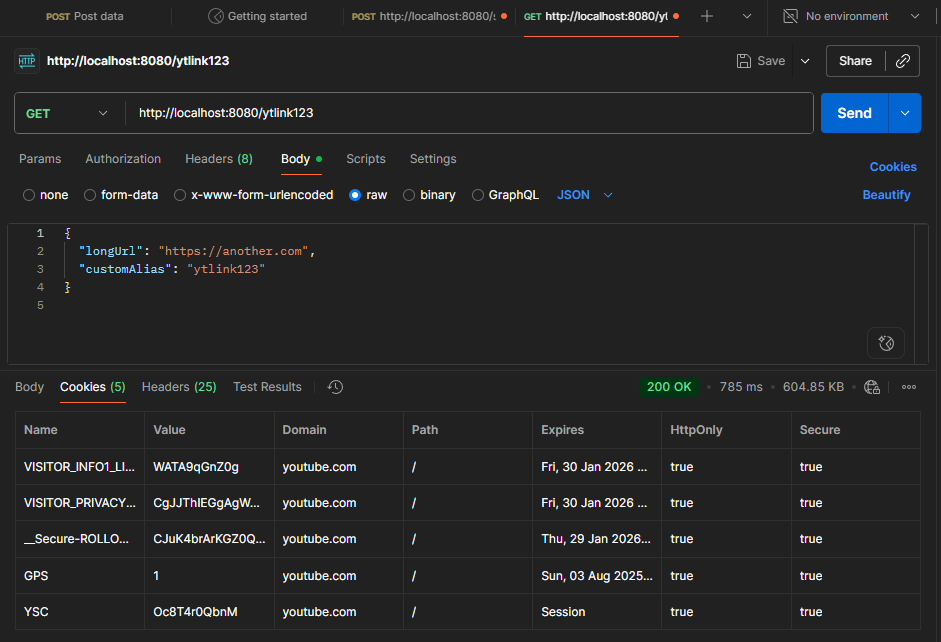 POST Post data Getting started POST http://localhost:8080/s GET http://localhost:8080/yt No environment
HTTP http://localhost:8080/ytlink123 Save Share
GET http://localhost:8080/ytlink123 Send
Params Authorization Headers (8) Body Scripts Settings Cookies
none form-data x-www-form-urlencoded raw binary GraphQL JSON Beautify
1 {
2 "longUrl": "https://another.com",
3 "customAlias": "ytlink123"
4 }
5
Body Cookies (5) Headers (25) Test Results 200 OK • 785 ms • 604.85 KB
Name Value Domain Path Expires HttpOnly Secure
VISITOR_INFO1_LI... WATA9qGnZ0g youtube.com / Fri, 30 Jan 2026 ... true true
VISITOR_PRIVACY... CgJJThIEGgAgW... youtube.com / Fri, 30 Jan 2026 ... true true
__Secure-ROLLO... CJuK4brArKGZ0Q... youtube.com / Thu, 29 Jan 2026... true true
GPS 1 youtube.com / Sun, 03 Aug 2025... true true
YSC Oc8T4r0QbnM youtube.com / Session true true